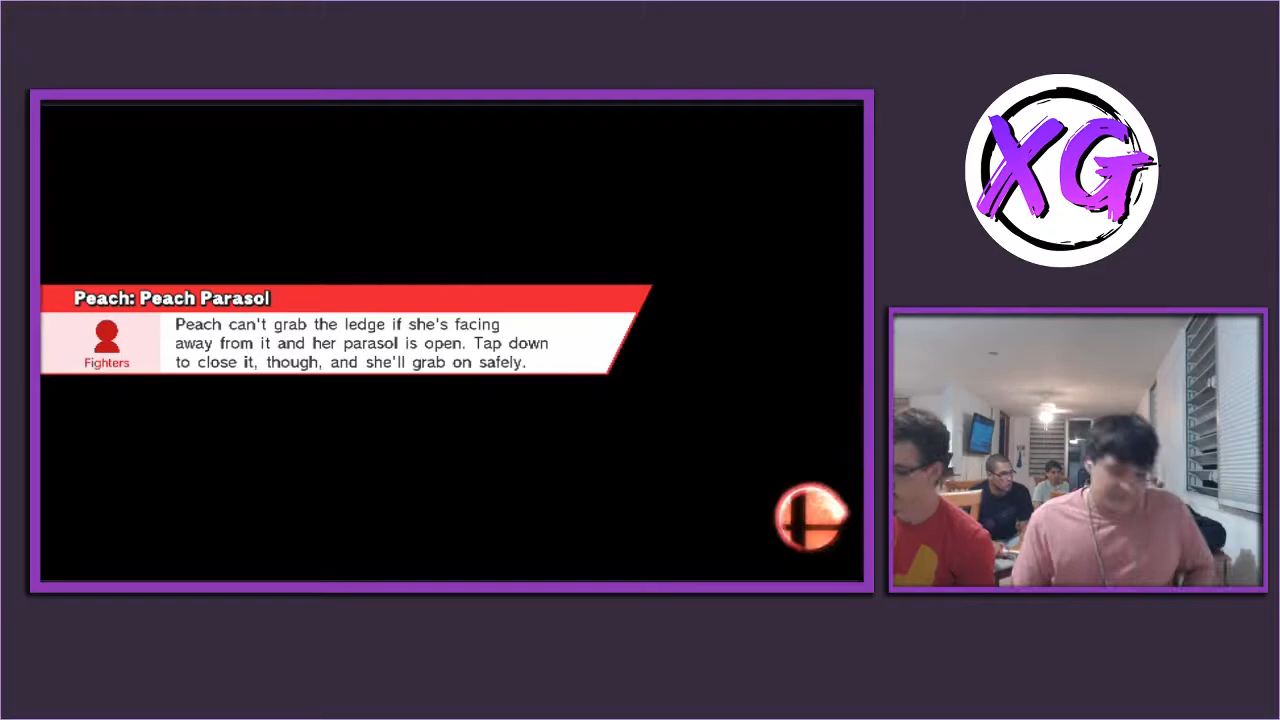 XG
Peach: Peach Parasol
Peach can't grab the ledge if she's facing
away from it and her parasol is open. Tap down
to close it, though, and she'll grab on safely.
Fighters